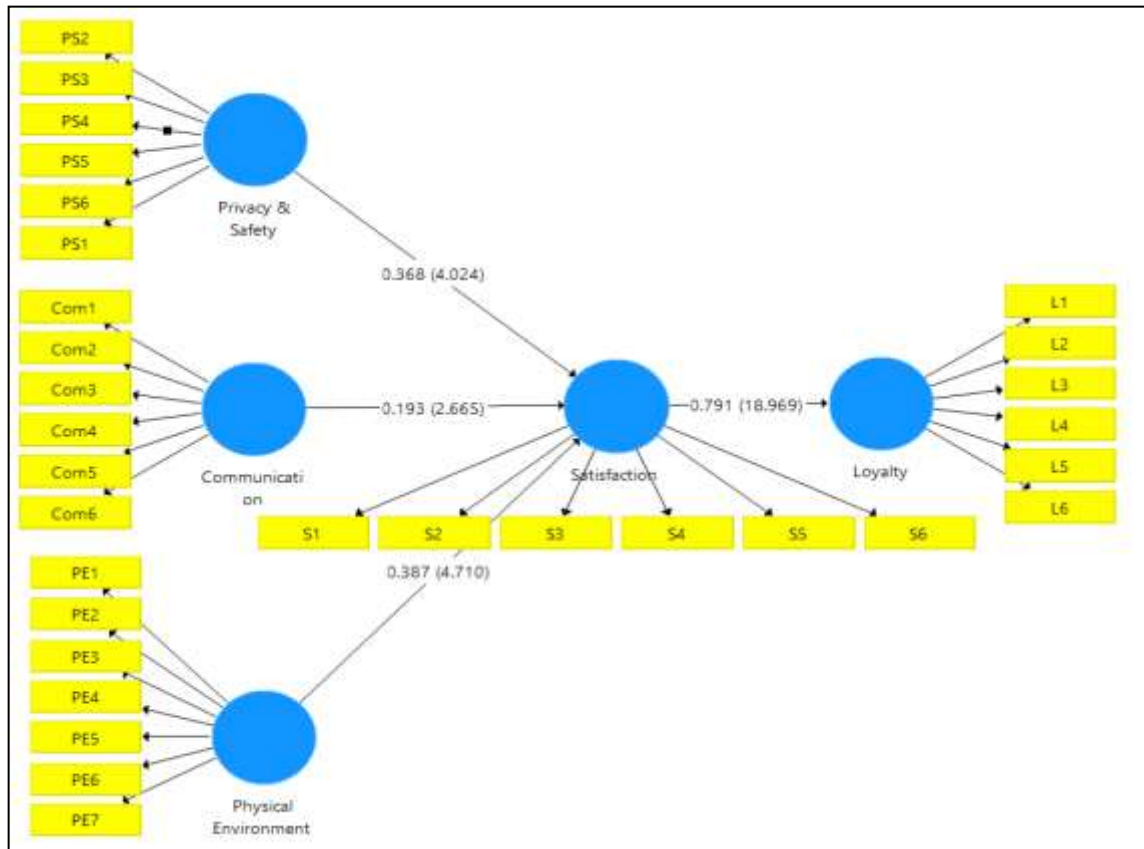 PS2
PS3
PS4
PS5
PS6
PS1
Privacy &
Safety
0.368 (4.024)
Com1
Com2
Com3
Com4
Com5
Com6
Communicati
on
0.193 (2.665)
Satisfaction
0.791 (18.969)
Loyalty
L1
L2
L3
L4
L5
L6
S1
S2
S3
S4
S5
S6
0.387 (4.710)
PE1
PE2
PE3
PE4
PE5
PE6
PE7
Physical
Environment